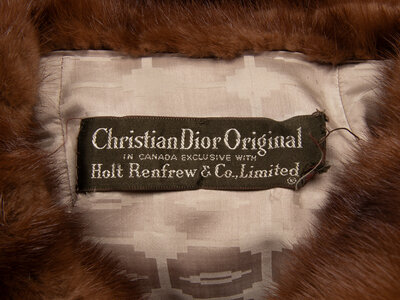 Christian Dior Original
IN CANADA EXCLUSIVE WITH
Holt Renfrew & Co., Limited